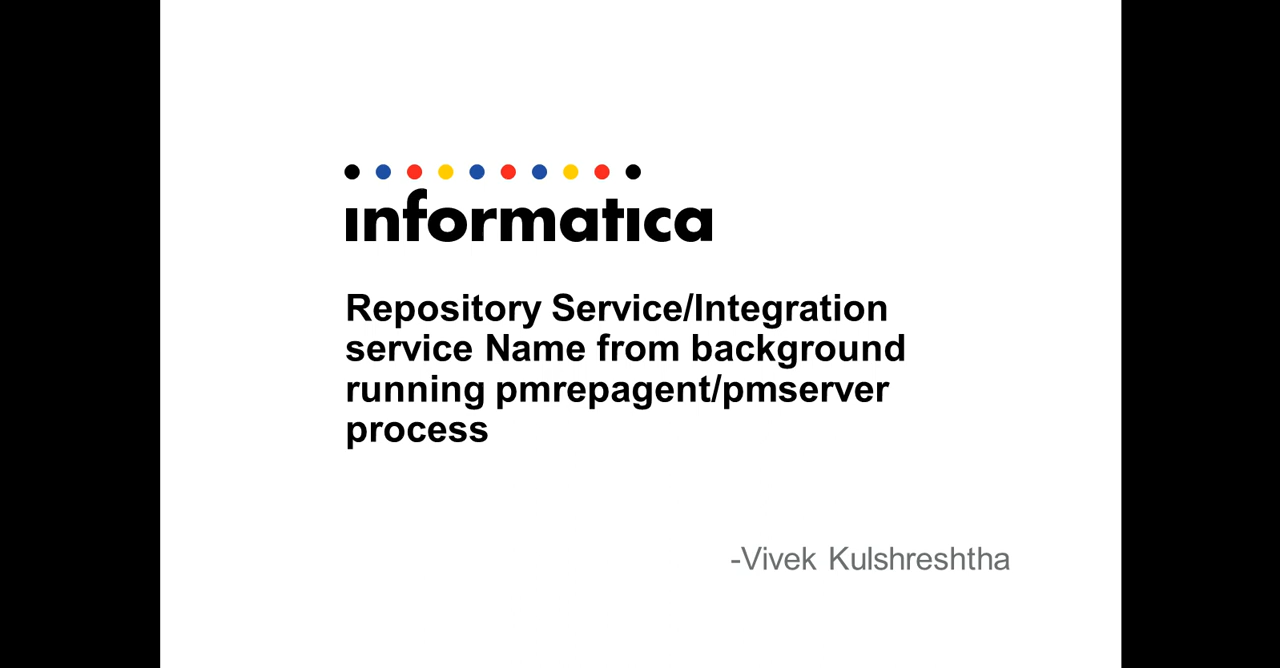 informatica
Repository Service/Integration
service Name from background
running pmrepagent/pmserver
process
-Vivek Kulshreshtha